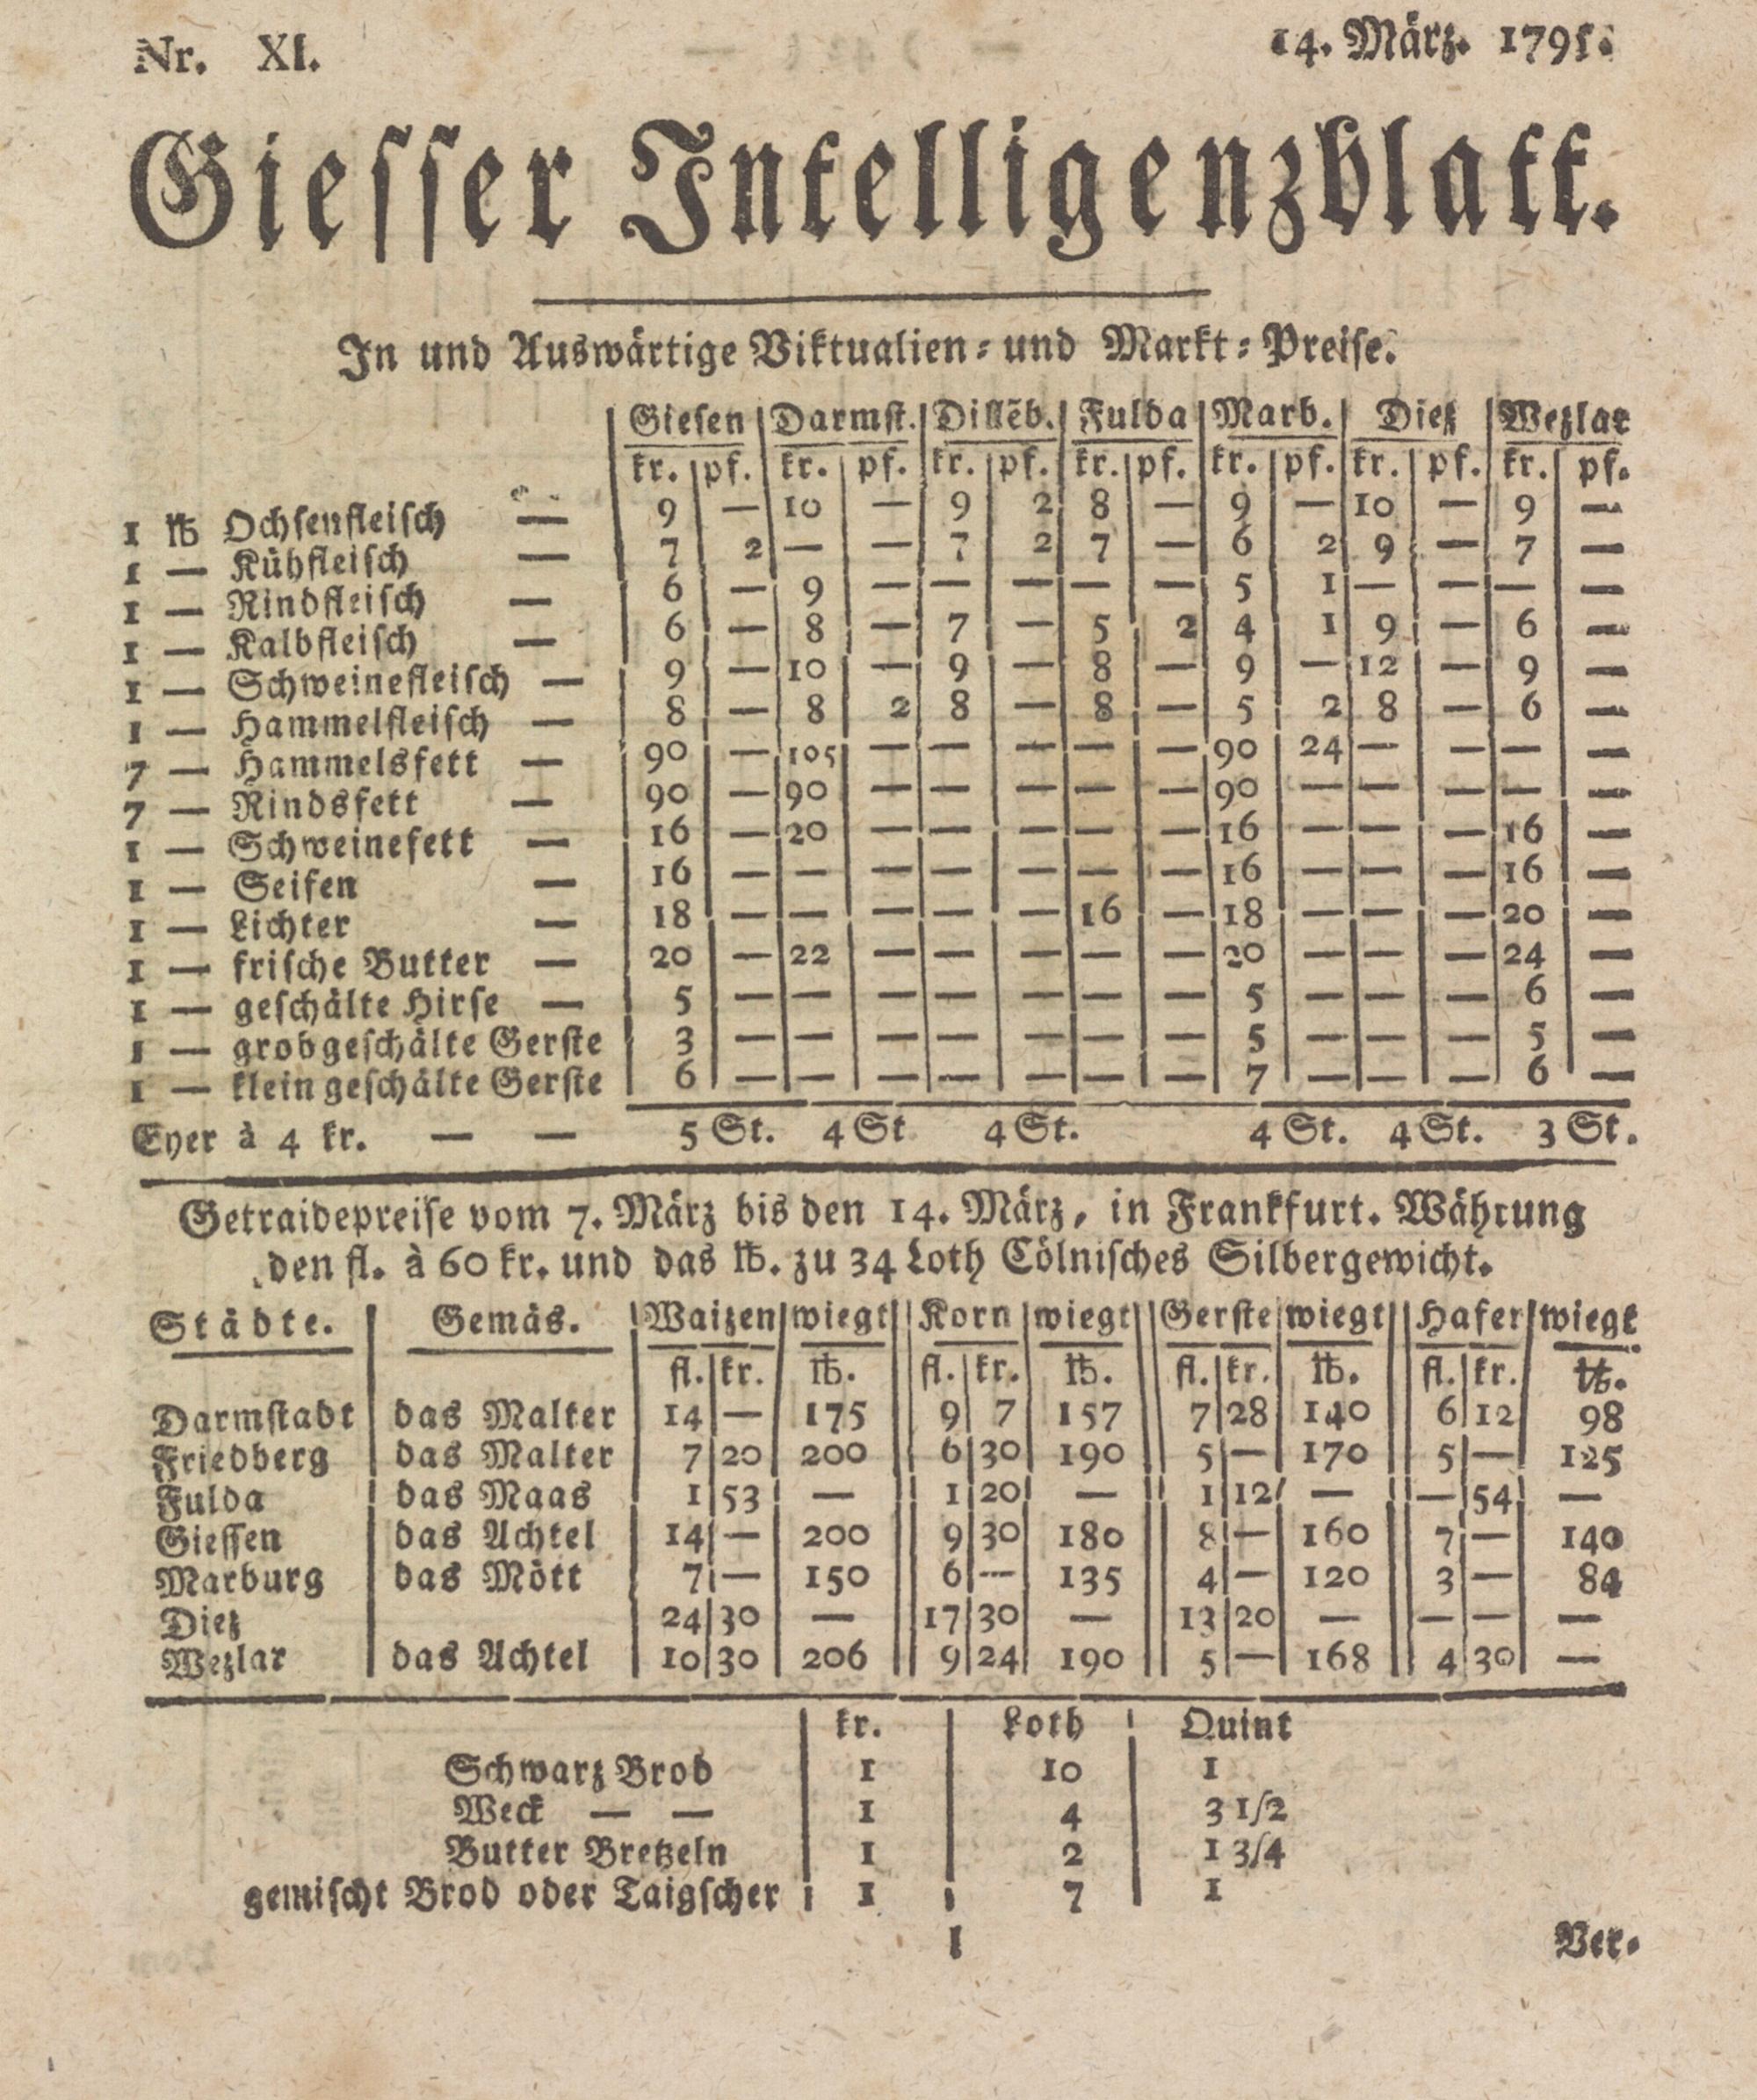 Nr. XI. 14. März. 1791.
Giesser Intelligenzblatt.
In und Auswärtige Viktualien- und Markt-Preise.
Giesen Darmst. Dillēb. Fulda Marb. Diez Wezlar
kr. pf. kr. pf. kr. pf. kr. pf. kr. pf. kr. pf. kr. pf.
1 ℔ Ochsenfleisch — 9 — 10 — 9 2 8 — 9 — 10 — 9 —
1 — Kühfleisch — 7 2 — — 7 2 7 — 6 2 9 — 7 —
1 — Rindfleisch — 6 — 9 — — — — — 5 1 — — — —
1 — Kalbfleisch — 6 — 8 — 7 — 5 2 4 1 9 — 6 —
1 — Schweinefleisch — 9 — 10 — 9 — 8 — 9 — 12 — 9 —
1 — Hammelfleisch — 8 — 8 2 8 — 8 — 5 2 8 — 6 —
7 — Hammelsfett — 90 — 105 — — — — — 90 24 — — — —
7 — Rindsfett — 90 — 90 — — — — — 90 — — — — —
1 — Schweinefett — 16 — 20 — — — — — 16 — — — 16 —
1 — Seifen — 16 — — — — — — — 16 — — — 16 —
1 — Lichter — 18 — — — — — 16 — 18 — — — 20 —
1 — frische Butter — 20 — 22 — — — — — 20 — — — 24 —
1 — geschälte Hirse — 5 — — — — — — — 5 — — — 6 —
1 — grobgeschälte Gerste 3 — — — — — — — 5 — — — 5 —
1 — klein geschälte Gerste 6 — — — — — — — 7 — — — 6 —
Eyer à 4 kr. — — 5 St. 4 St 4 St. 4 St. 4 St. 3 St.
Getraidepreise vom 7. März bis den 14. März, in Frankfurt. Währung
den fl. à 60 kr. und das ℔. zu 34 Loth Cölnisches Silbergewicht.
Städte. Gemäs. Waizen wiegt Korn wiegt Gerste wiegt Hafer wiegt
fl. kr. ℔. fl. kr. ℔. fl. kr. ℔. fl. kr. ℔.
Darmstadt das Malter 14 — 175 9 7 157 7 28 140 6 12 98
Friedberg das Malter 7 20 200 6 30 190 5 — 170 5 — 125
Fulda das Maas 1 53 — 1 20 — 1 12 — — 54 —
Giessen das Achtel 14 — 200 9 30 180 8 — 160 7 — 140
Marburg das Mött 7 — 150 6 — 135 4 — 120 3 — 84
Diez 24 30 — 17 30 — 13 20 — — — —
Wezlar das Achtel 10 30 206 9 24 190 5 — 168 4 30 —
kr. Loth Quint
Schwarz Brod 1 10 1
Weck — — 1 4 3 1/2
Butter Bretzeln 1 2 1 3/4
gemischt Brod oder Taigscher 1 7 1
l Ver-